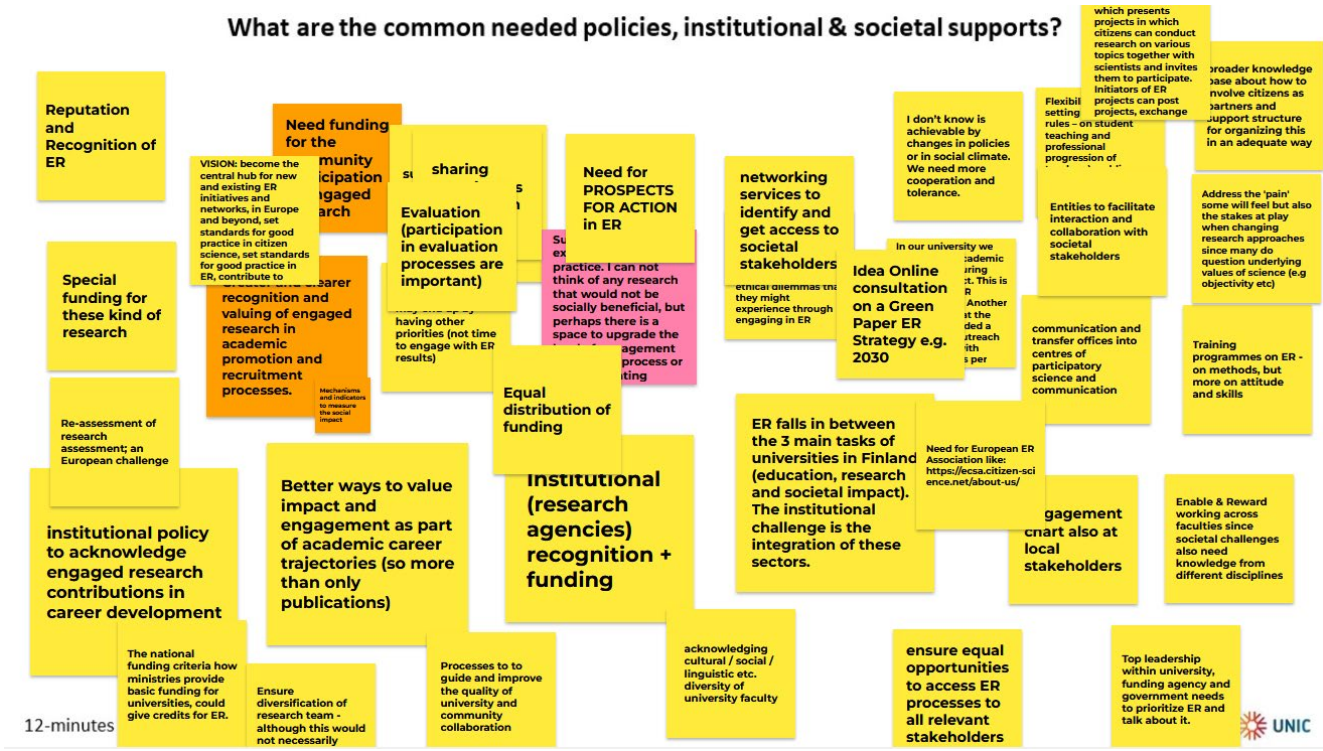 What are the common needed policies, institutional & societal supports?
Reputation
and
Recognition of
ER
VISION: become the
central hub for new
and existing ER
initiatives and
networks, in Europe
and beyond, set
standards for good
practice in citizen
science, set standards
for good practice in
ER, contribute to
Need funding
for the
sharing
Evaluation
(participation
in evaluation
processes are
important)
having other
priorities (not time
to engage with ER
results)
Need for
PROSPECTS
FOR ACTION
in ER
practice. I can not
think of any research
that would not be
socially beneficial, but
perhaps there is a
space to upgrade the
process or
networking
services to
identify and
get access to
societal
stakeholders
ethical dilemmas
they might
experience through
engaging in ER
I don't know is
achievable by
changes in policies
or in social climate.
We need more
cooperation and
tolerance.
In our university we
This is
Another
at the
with
per
Idea Online
consultation
on a Green
Paper ER
Strategy e.g.
2030
which presents
projects in which
citizens can conduct
research on various
topics together with
scientists and invites
them to participate.
Initiators of ER
projects can post
projects, exchange
setting
rules – on student
teaching and
professional
progression of
broader knowledge
base about how to
involve citizens as
partners and
support structure
for organizing this
in an adequate way
Entities to facilitate
interaction and
collaboration with
societal
stakeholders
Address the 'pain'
some will feel but also
the stakes at play
when changing
research approaches
since many do
question underlying
values of science (e.g
objectivity etc)
Special
funding for
these kind of
research
recognition and
valuing of engaged
research in
academic
promotion and
recruitment
processes.
Mechanisms
and indicators
to measure
the social
impact
Equal
distribution of
funding
communication and
transfer offices into
centres of
participatory
science and
communication
Training
programmes on ER -
on methods, but
more on attitude
and skills
Re-assessment of
research
assessment; an
European challenge
institutional policy
to acknowledge
engaged research
contributions in
career development
Better ways to value
impact and
engagement as part
of academic career
trajectories (so more
than only
publications)
institutional
(research
agencies)
recognition +
funding
ER falls in between
the 3 main tasks of
universities in Finland
(education, research
and societal impact).
The institutional
challenge is the
integration of these
sectors.
Need for European ER
Association like:
https://ecsa.citizen-sci
ence.net/about-us/
engagement
chart also at
local
stakeholders
Enable & Reward
working across
faculties since
societal challenges
also need
knowledge from
different disciplines
The national
funding criteria how
ministries provide
basic funding for
universities, could
give credits for ER.
Ensure
diversification of
research team -
although this would
not necessarily
Processes to to
guide and improve
the quality of
university and
community
collaboration
acknowledging
cultural / social /
linguistic etc.
diversity of
university faculty
ensure equal
opportunities
to access ER
processes to
all relevant
stakeholders
Top leadership
within university,
funding agency and
government needs
to prioritize ER and
talk about it.
12-minutes
UNIC